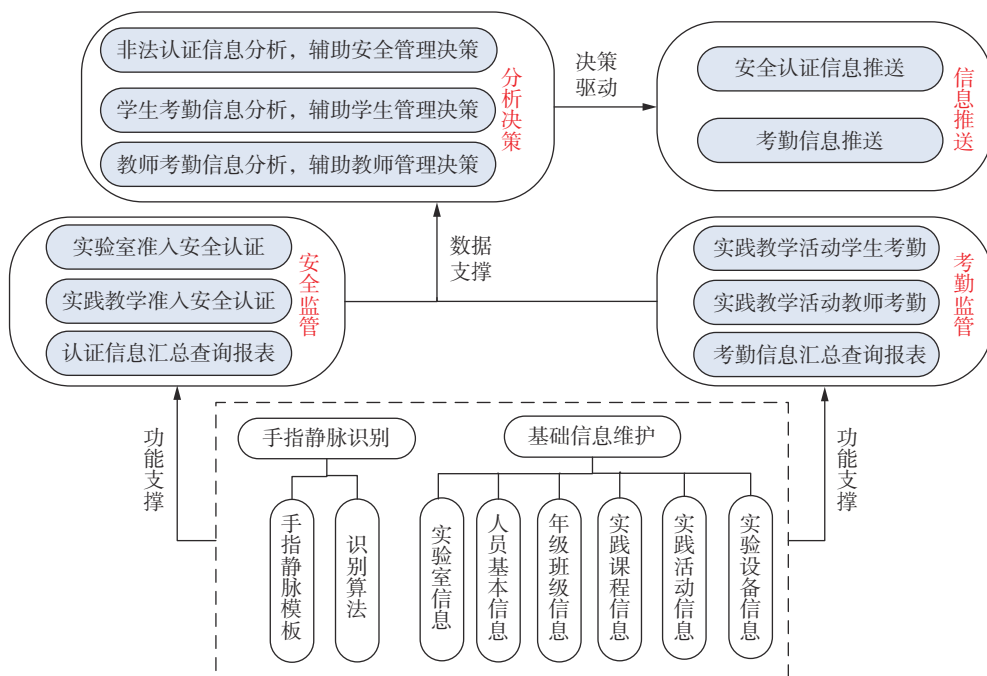 非法认证信息分析，辅助安全管理决策
学生考勤信息分析，辅助学生管理决策
教师考勤信息分析，辅助教师管理决策
分析决策
决策
驱动
安全认证信息推送
考勤信息推送
信息推送
实验室准入安全认证
实践教学准入安全认证
认证信息汇总查询报表
安全监管
数据
支撑
实践教学活动学生考勤
实践教学活动教师考勤
考勤信息汇总查询报表
考勤监管
功能支撑
手指静脉识别
手指静脉模板
识别算法
基础信息维护
实验室信息
人员基本信息
年级班级信息
实践课程信息
实践活动信息
实验设备信息
功能支撑